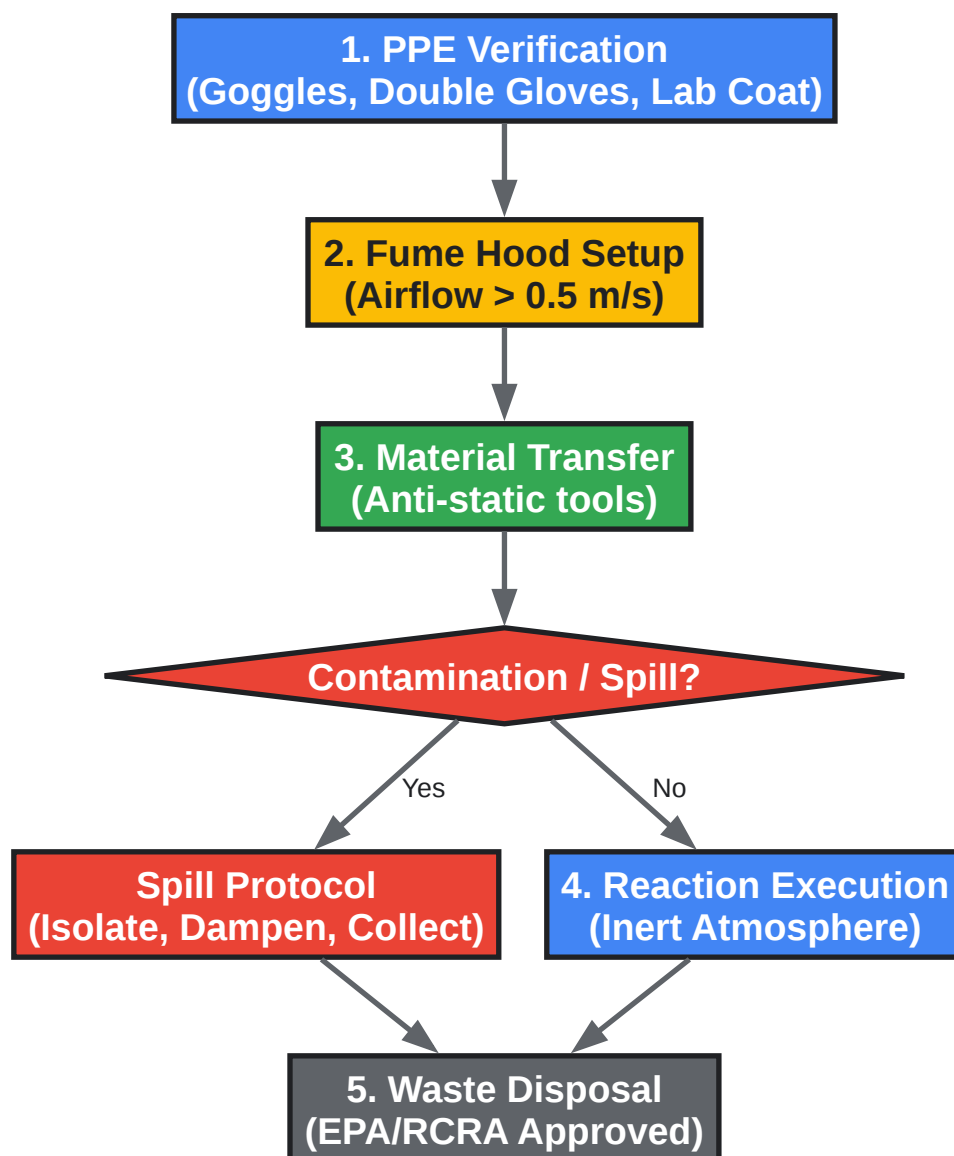 1. PPE Verification
(Goggles, Double Gloves, Lab Coat)
2. Fume Hood Setup
(Airflow > 0.5 m/s)
3. Material Transfer
(Anti-static tools)
Contamination / Spill?
Yes
No
Spill Protocol
(Isolate, Dampen, Collect)
4. Reaction Execution
(Inert Atmosphere)
5. Waste Disposal
(EPA/RCRA Approved)